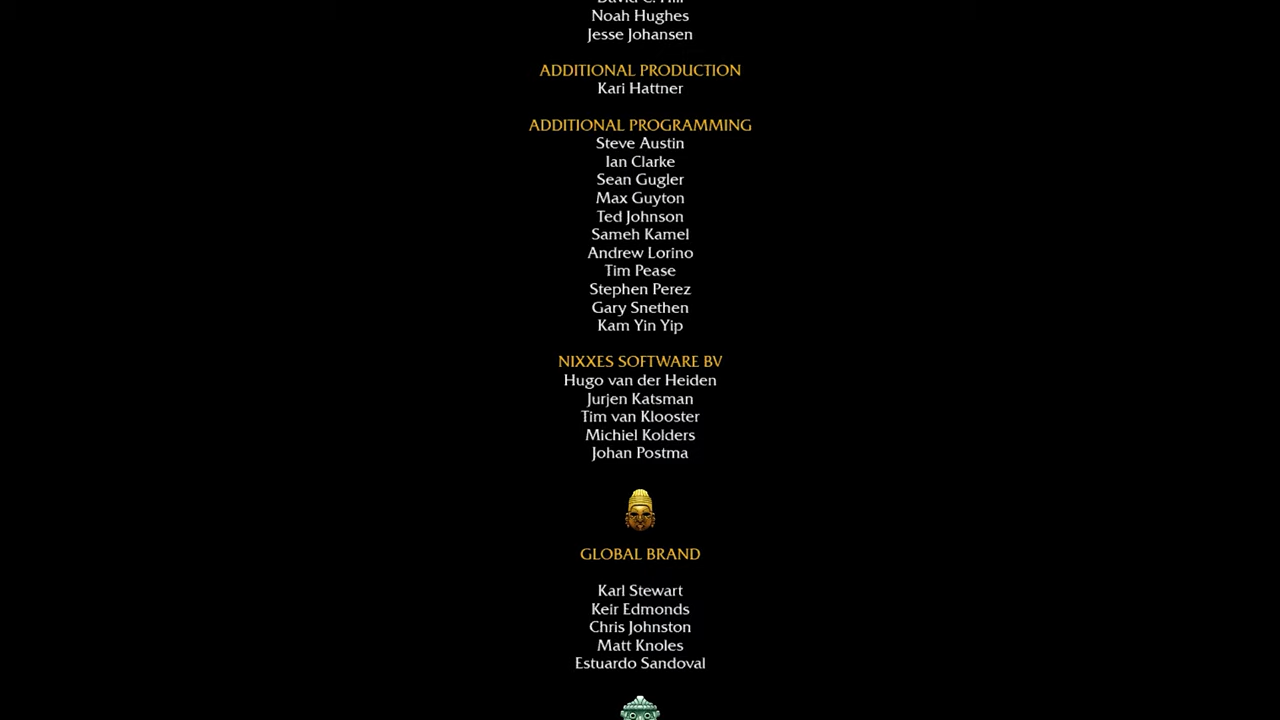 Noah Hughes
Jesse Johansen
ADDITIONAL PRODUCTION
Kari Hattner
ADDITIONAL PROGRAMMING
Steve Austin
Ian Clarke
Sean Gugler
Max Guyton
Ted Johnson
Sameh Kamel
Andrew Lorino
Tim Pease
Stephen Perez
Gary Snethen
Kam Yin Yip
NIXXES SOFTWARE BV
Hugo van der Heiden
Jurjen Katsman
Tim van Klooster
Michiel Kolders
Johan Postma
GLOBAL BRAND
Karl Stewart
Keir Edmonds
Chris Johnston
Matt Knoles
Estuardo Sandoval